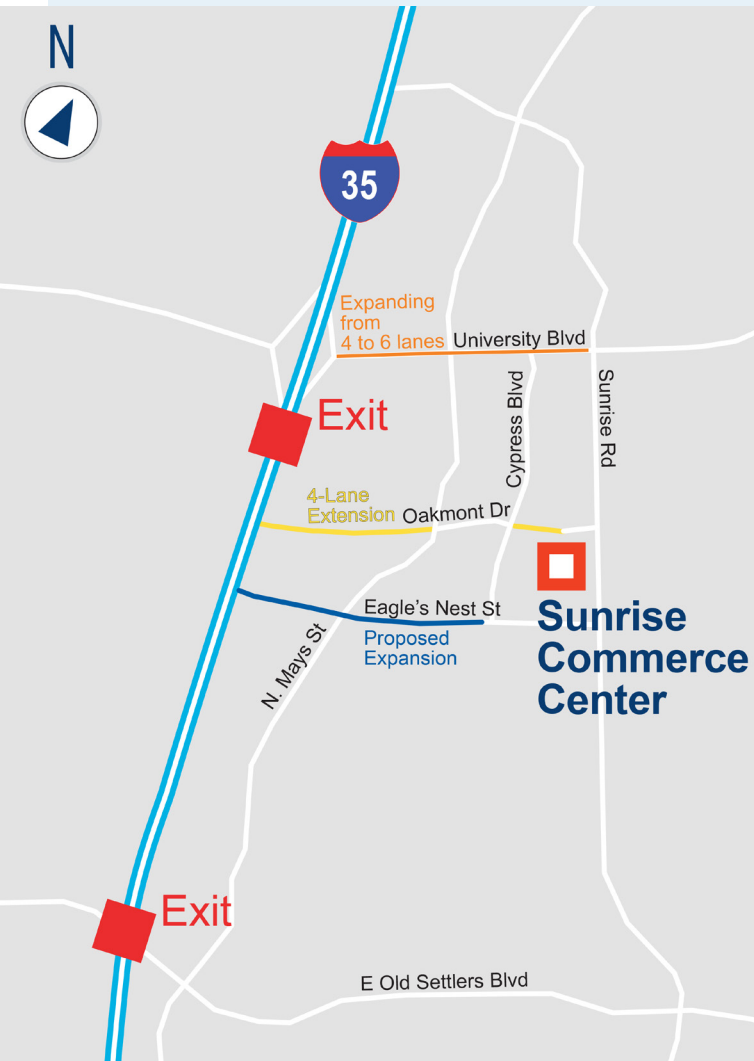 N
35
Expanding
from
4 to 6 lanes
University Blvd
Cypress Blvd
Sunrise Rd
Exit
4-Lane
Extension
Oakmont Dr
Eagle's Nest St
Proposed
Expansion
N. Mays St
Sunrise
Commerce
Center
Exit
E Old Settlers Blvd